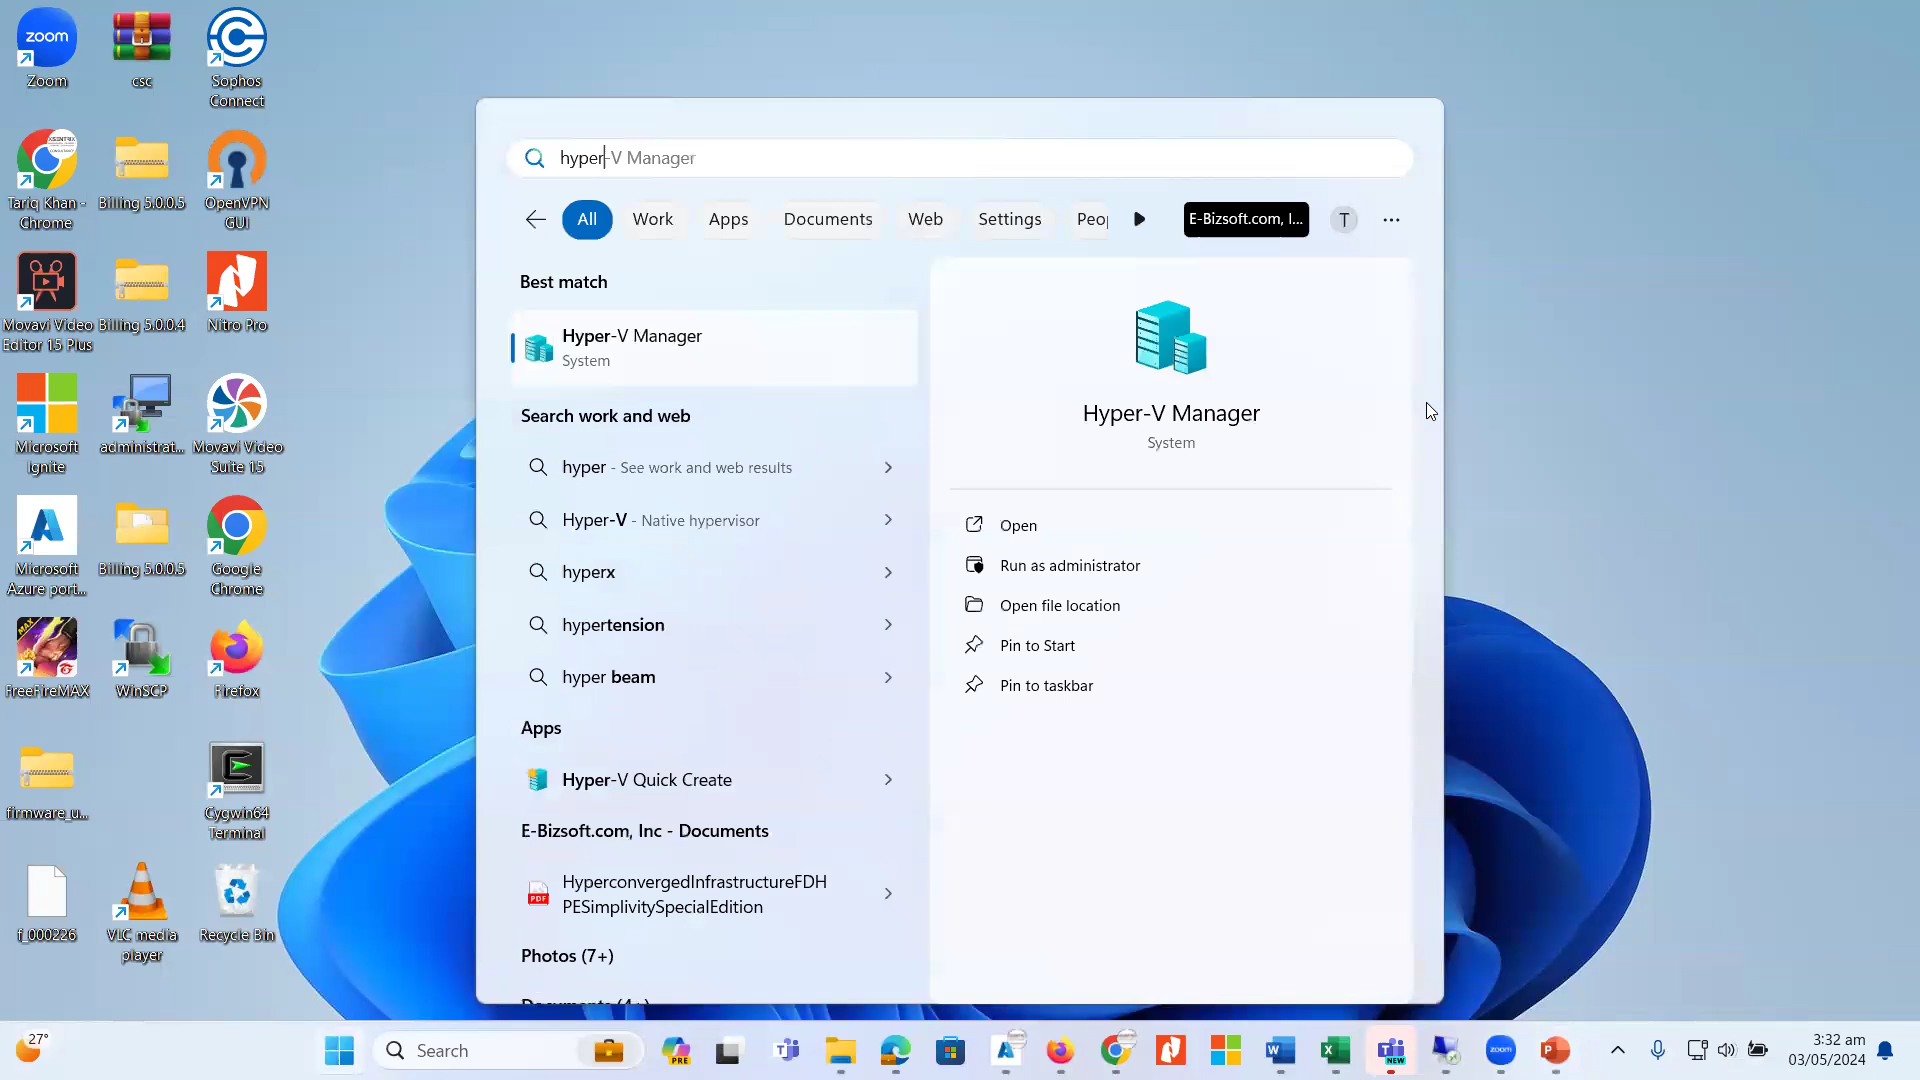 zoom
Zoom
csc
Sophos
Connect
Tariq Khan -
Chrome
Billing 5.0.0.5
OpenVPN
GUI
Movavi Video
Editor 15 Plus
Billing 5.0.0.4
Nitro Pro
Microsoft
Ignite
administrat...
Movavi Video
Suite 15
Microsoft
Azure port...
Billing 5.0.0.5
Google
Chrome
MAX
FreeFireMAX
WinSCP
Firefox
firmware_u...
Cygwin64
Terminal
f_000226
VLC media
player
Recycle Bin
hyper-V Manager
All
Work
Apps
Documents
Web
Settings
Peo
E-Bizsoft.com, I...
T
Best match
Hyper-V Manager
System
Search work and web
hyper - See work and web results
Hyper-V - Native hypervisor
hyperx
hypertension
hyper beam
Apps
Hyper-V Quick Create
E-Bizsoft.com, Inc - Documents
PDF
HyperconvergedInfrastructureFDH
PESimplivitySpecialEdition
Photos (7+)
Documents (4+)
Hyper-V Manager
System
Open
Run as administrator
Open file location
Pin to Start
Pin to taskbar
27°
Search
PRE
NEW
zoom
3:32 am
03/05/2024